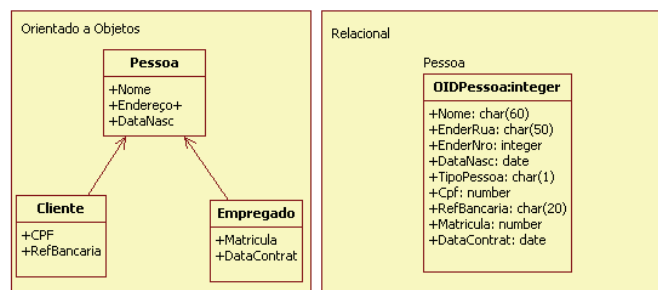 Orientado a Objetos
Pessoa
+Nome
+Endereço+
+DataNasc
Cliente
+CPF
+RefBancaria
Empregado
+Matricula
+DataContrat
Relacional
Pessoa
OIDPessoa:integer
+Nome: char(60)
+EnderRua: char(50)
+EnderNro: integer
+DataNasc: date
+TipoPessoa: char(1)
+Cpf: number
+RefBancaria: char(20)
+Matricula: number
+DataContrat: date